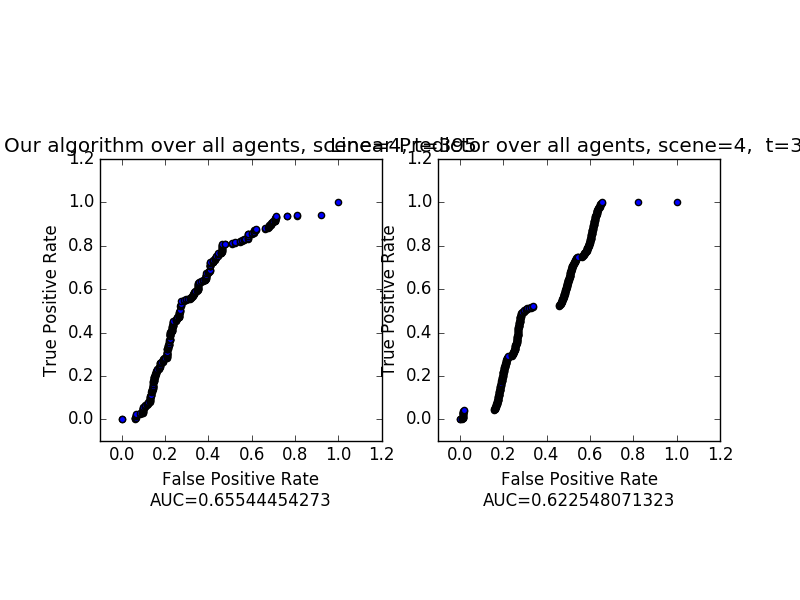 Our algorithm over all agents, scene=4, t=395
Linear Predictor over all agents, scene=4, t=3
1.2
1.0
0.8
0.6
0.4
0.2
0.0
True Positive Rate
0.0 0.2 0.4 0.6 0.8 1.0 1.2
False Positive Rate
AUC=0.65544454273
1.2
1.0
0.8
0.6
0.4
0.2
0.0
True Positive Rate
0.0 0.2 0.4 0.6 0.8 1.0 1.2
False Positive Rate
AUC=0.622548071323